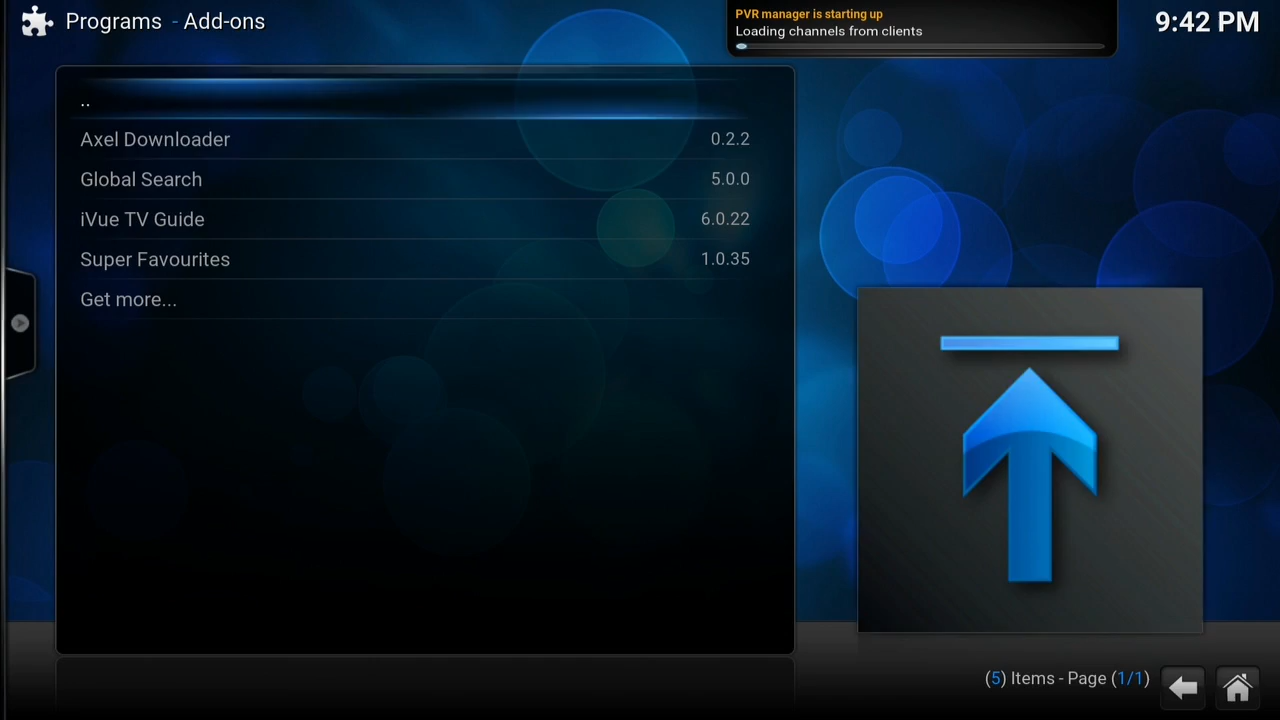 Programs - Add-ons
PVR manager is starting up
Loading channels from clients
9:42 PM
..
Axel Downloader 0.2.2
Global Search 5.0.0
iVue TV Guide 6.0.22
Super Favourites 1.0.35
Get more...
(5) Items - Page (1/1)